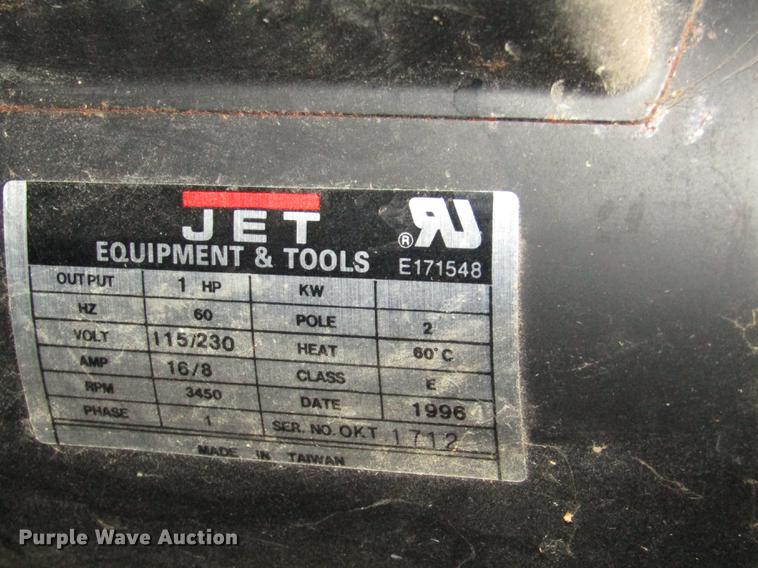 JET
EQUIPMENT & TOOLS
® RU
E171548
OUTPUT 1 HP KW
HZ 60 POLE 2
VOLT 115/230 HEAT 60°C
AMP 16/8 CLASS E
RPM 3450 DATE 1996
PHASE 1 SER. NO. OKT 1712
MADE IN TAIWAN
Purple Wave Auction